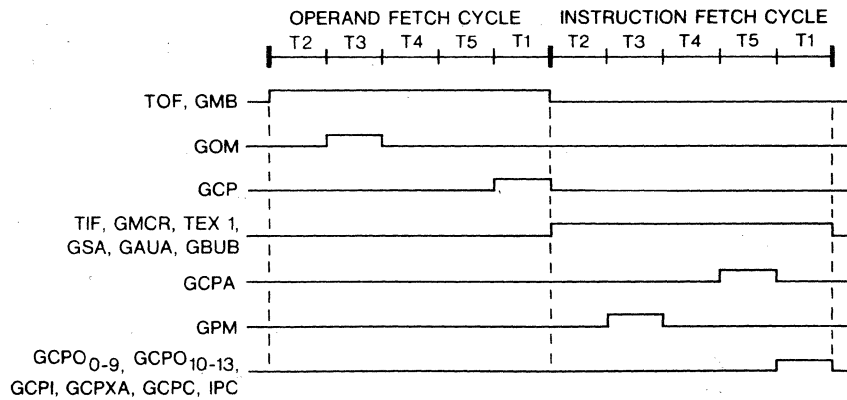 OPERAND FETCH CYCLE INSTRUCTION FETCH CYCLE
T2 T3 T4 T5 T1 T2 T3 T4 T5 T1
TOF, GMB
GOM
GCP
TIF, GMCR, TEX 1,
GSA, GAUA, GBUB
GCPA
GPM
GCPO0-9, GCPO10-13,
GCPI, GCPXA, GCPC, IPC